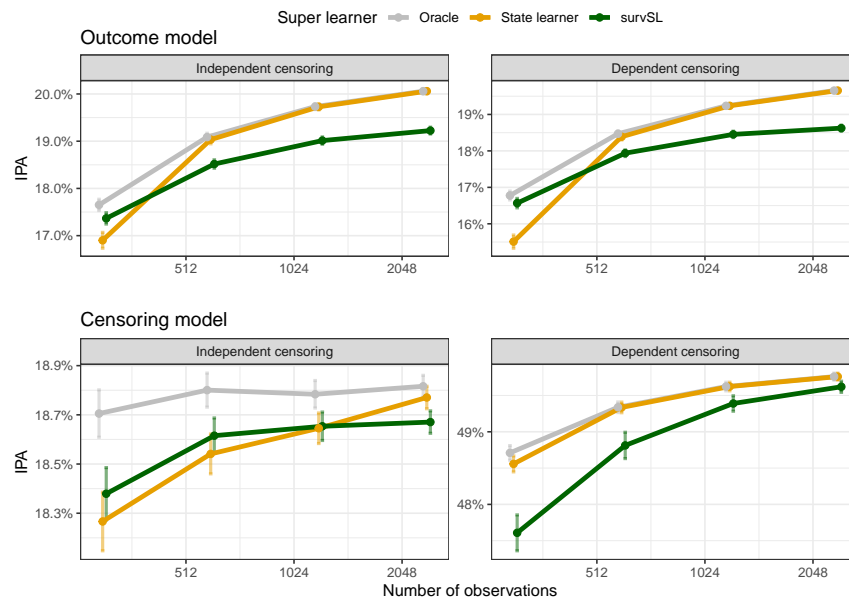 Super learner Oracle State learner survSL
Outcome model
Independent censoring
Dependent censoring
IPA
20.0%
19.0%
18.0%
17.0%
19%
18%
17%
16%
512 1024 2048
512 1024 2048
Censoring model
Independent censoring
Dependent censoring
IPA
18.9%
18.7%
18.5%
18.3%
49%
48%
512 1024 2048
512 1024 2048
Number of observations